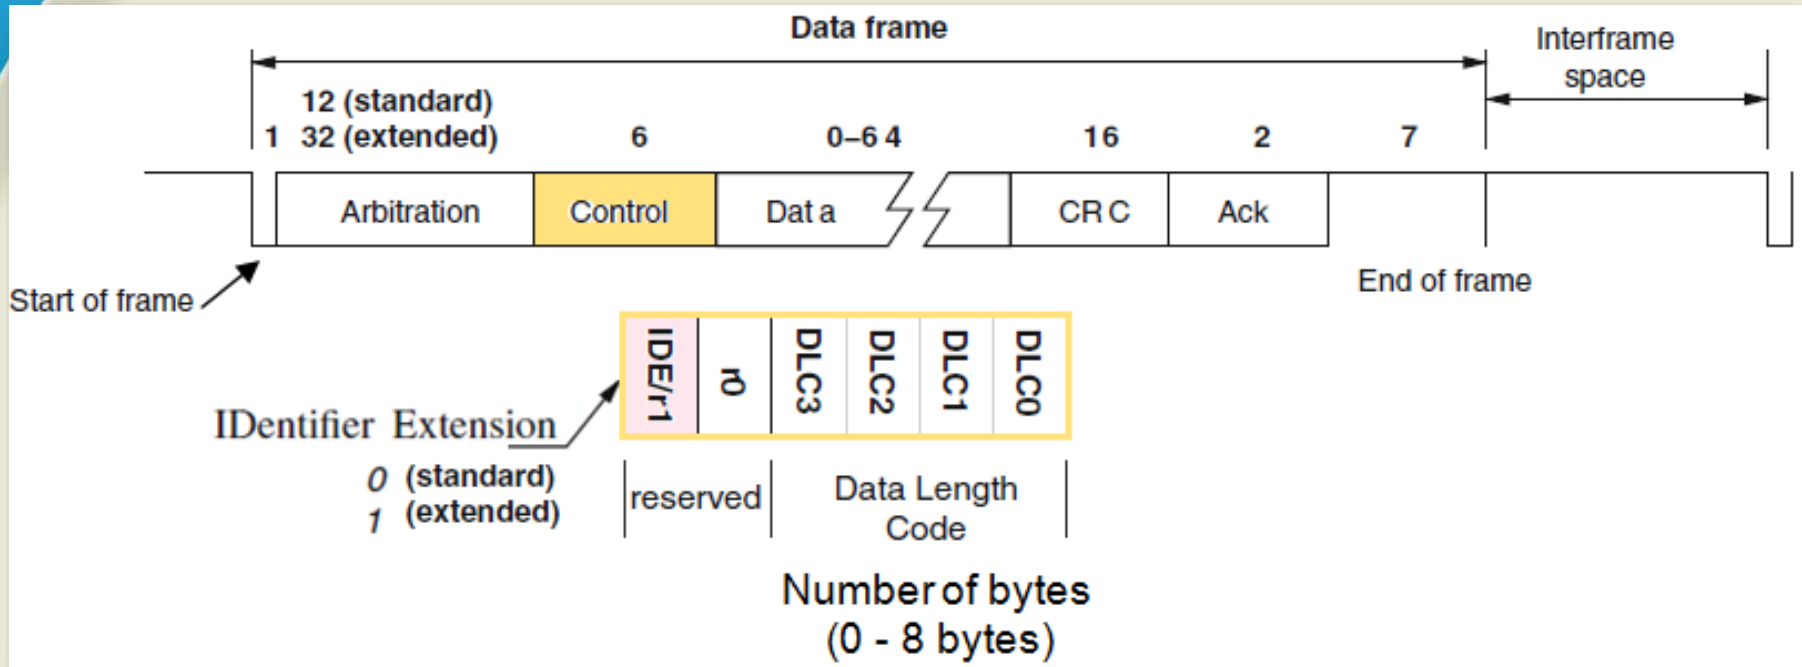 Data frame
Interframe
space
12 (standard)
1 32 (extended) 6 0–6 4 16 2 7
Arbitration Control Dat a CR C Ack
Start of frame
End of frame
IDE/r1 r0 DLC3 DLC2 DLC1 DLC0
IDentifier Extension
0 (standard)
1 (extended)
reserved
Data Length
Code
Number of bytes
(0 - 8 bytes)